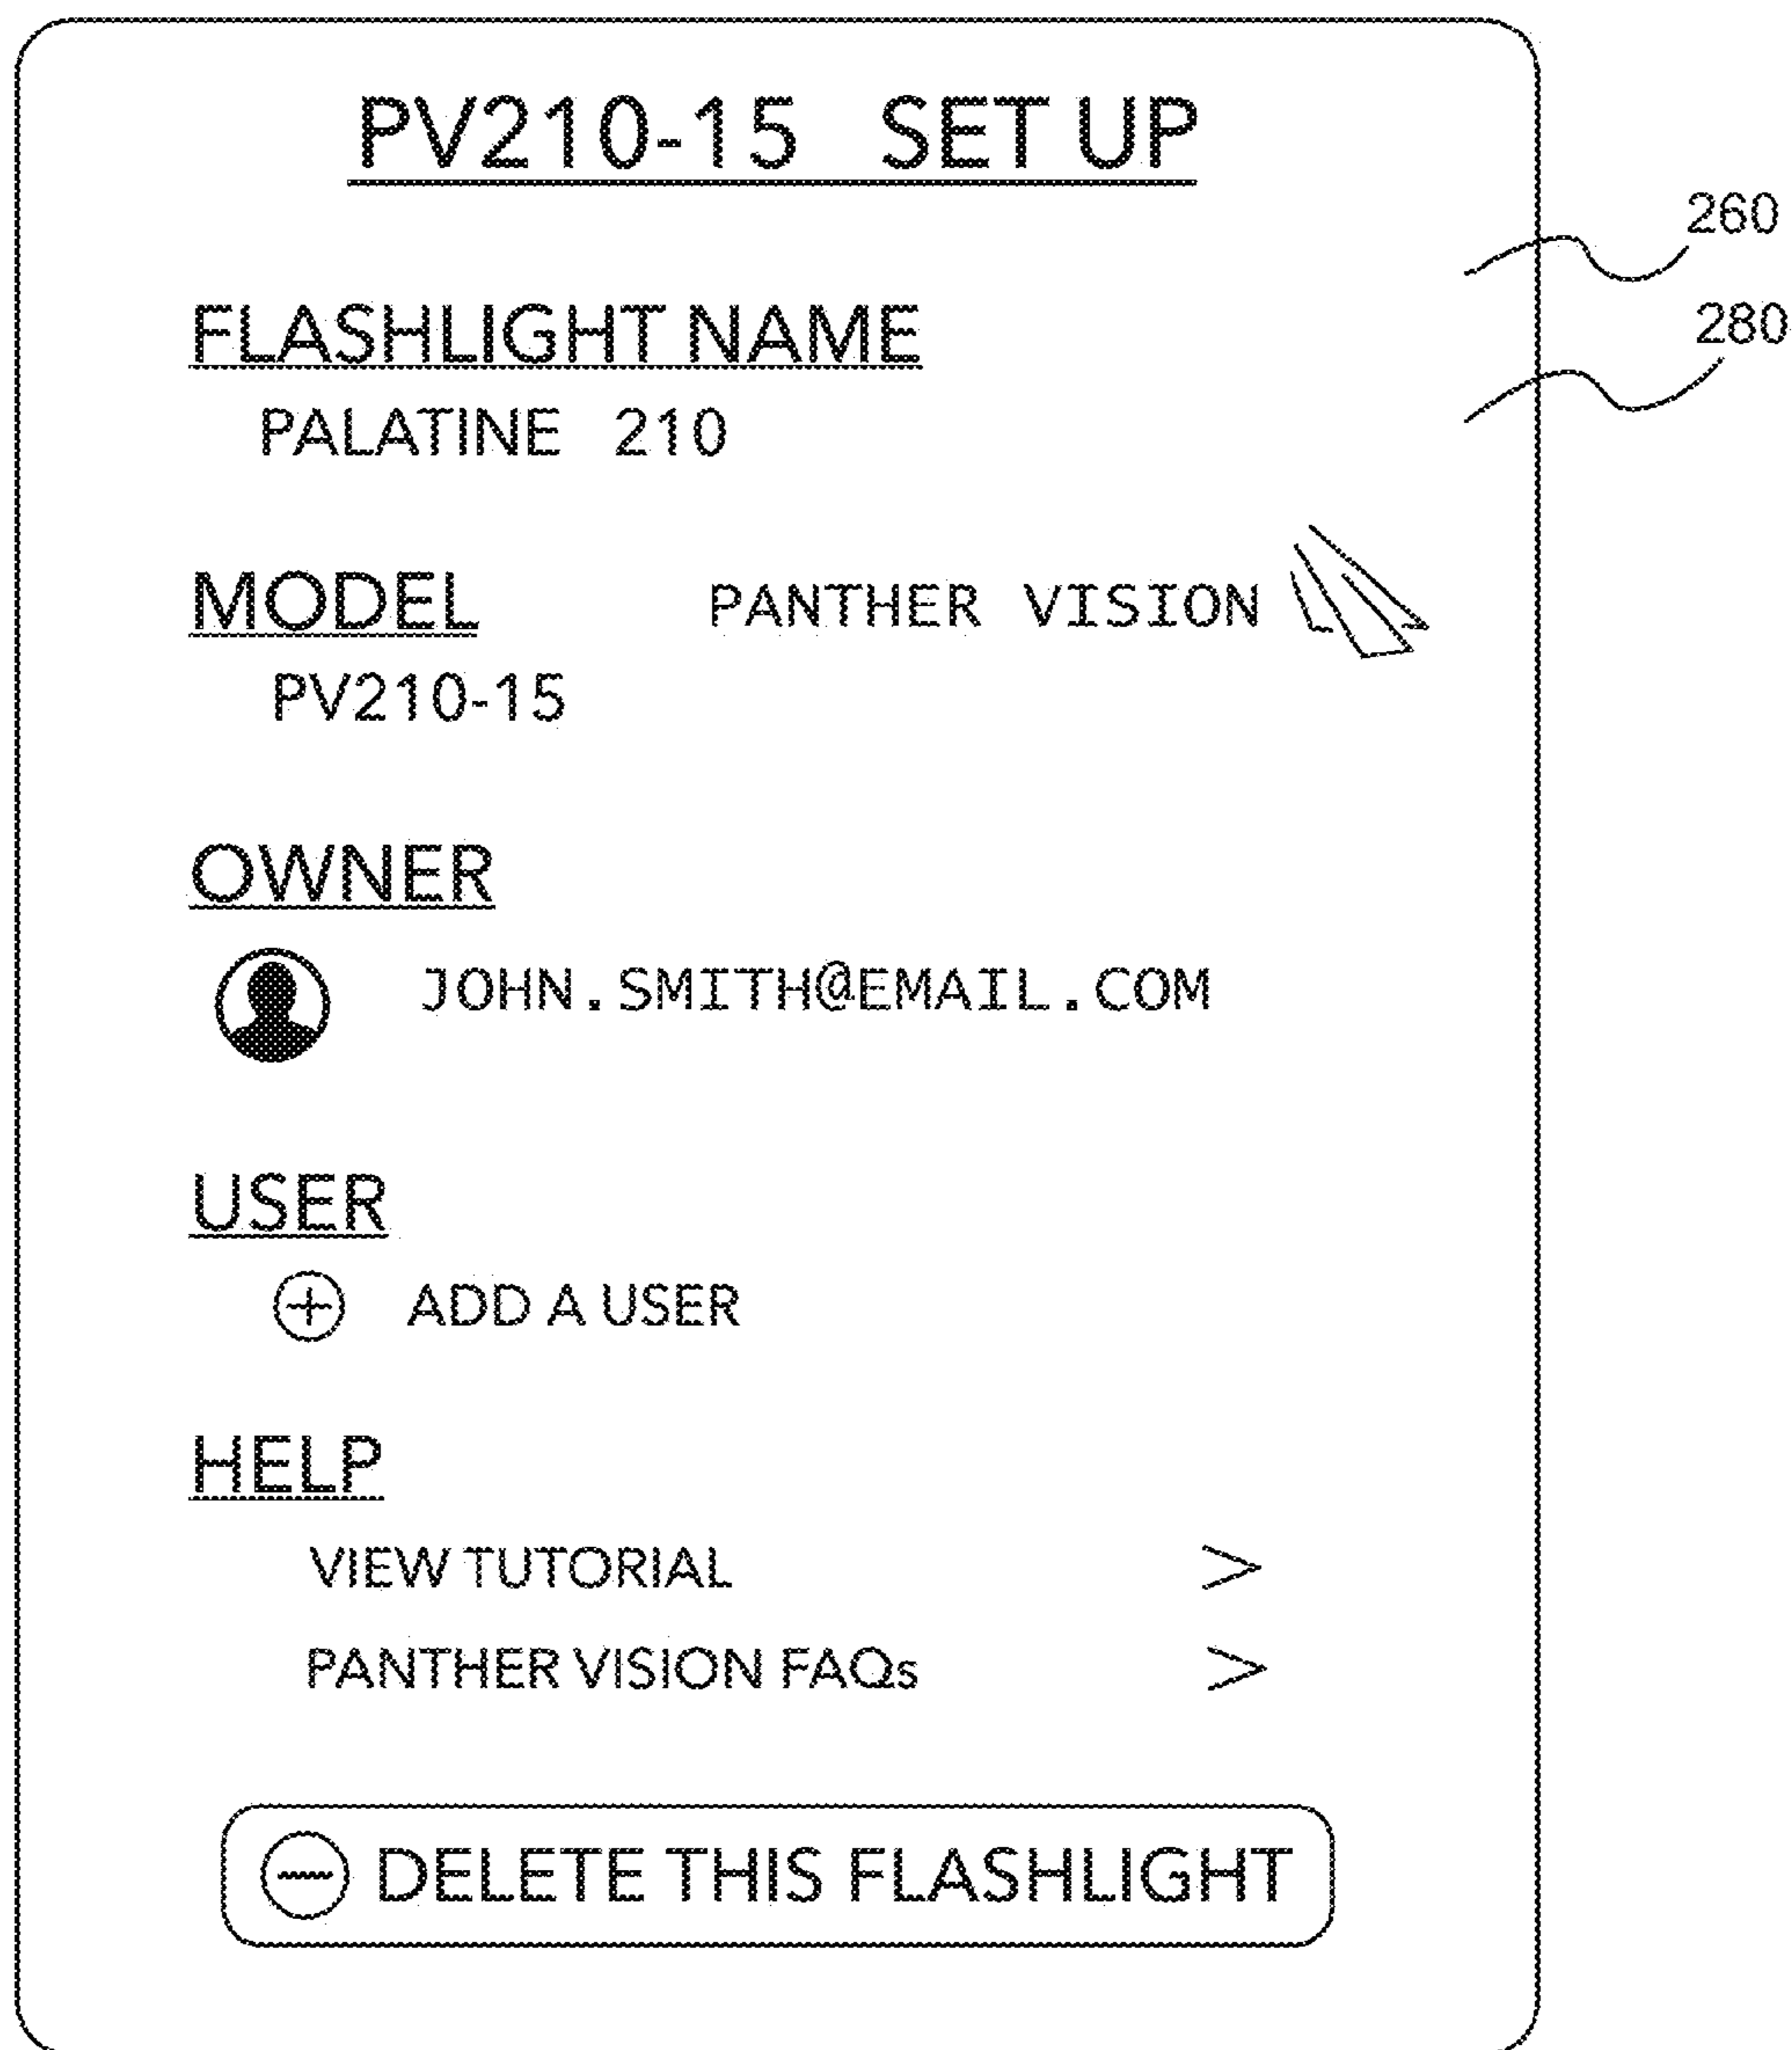 PV210-15 SET UP
260
FLASHLIGHT NAME
280
PALATINE 210
MODEL PANTHER VISION
PV210-15
OWNER
JOHN.SMITH@EMAIL.COM
USER
+ ADD A USER
HELP
VIEW TUTORIAL >
PANTHER VISION FAQs >
DELETE THIS FLASHLIGHT